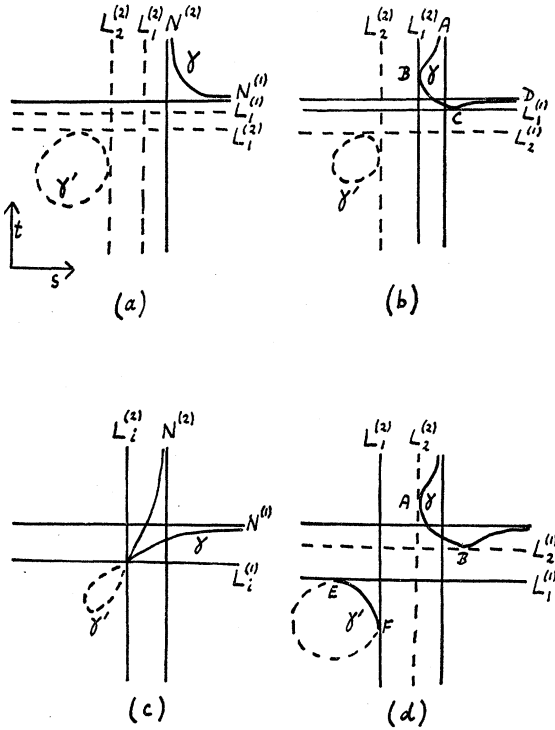 L₂⁽²⁾ L₁⁽²⁾ N⁽²⁾
γ
N⁽¹⁾
L₁⁽¹⁾
L₁⁽²⁾
γ'
t
s
(a)
L₂⁽²⁾ L₁⁽²⁾ A
B γ
D
L₁⁽¹⁾
C
L₂⁽¹⁾
γ'
(b)
Lᵢ⁽²⁾ N⁽²⁾
N⁽¹⁾
γ
Lᵢ⁽¹⁾
γ'
(c)
L₁⁽²⁾ L₂⁽²⁾
A γ
B
L₂⁽¹⁾
E
L₁⁽¹⁾
γ' F
(d)